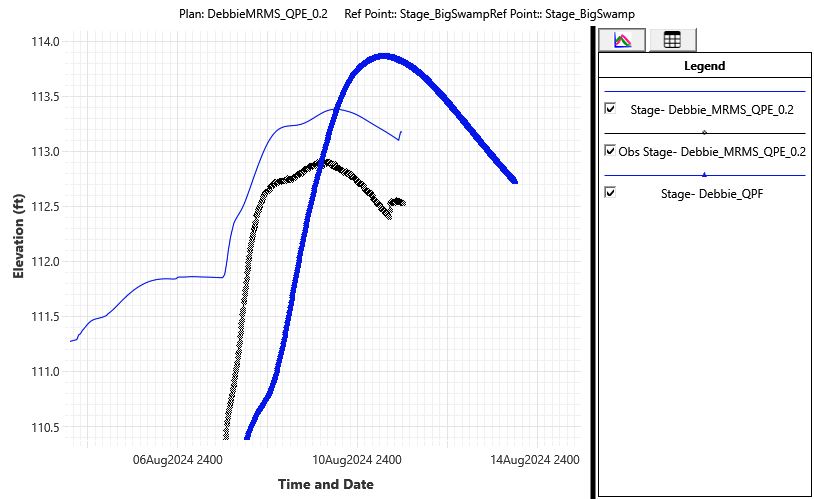 Plan: DebbieMRMS_QPE_0.2 Ref Point:: Stage_BigSwampRef Point:: Stage_BigSwamp
114.0
113.5
113.0
112.5
112.0
111.5
111.0
110.5
Elevation (ft)
06Aug2024 2400 10Aug2024 2400 14Aug2024 2400
Time and Date
Legend
Stage- Debbie_MRMS_QPE_0.2
Obs Stage- Debbie_MRMS_QPE_0.2
Stage- Debbie_QPF